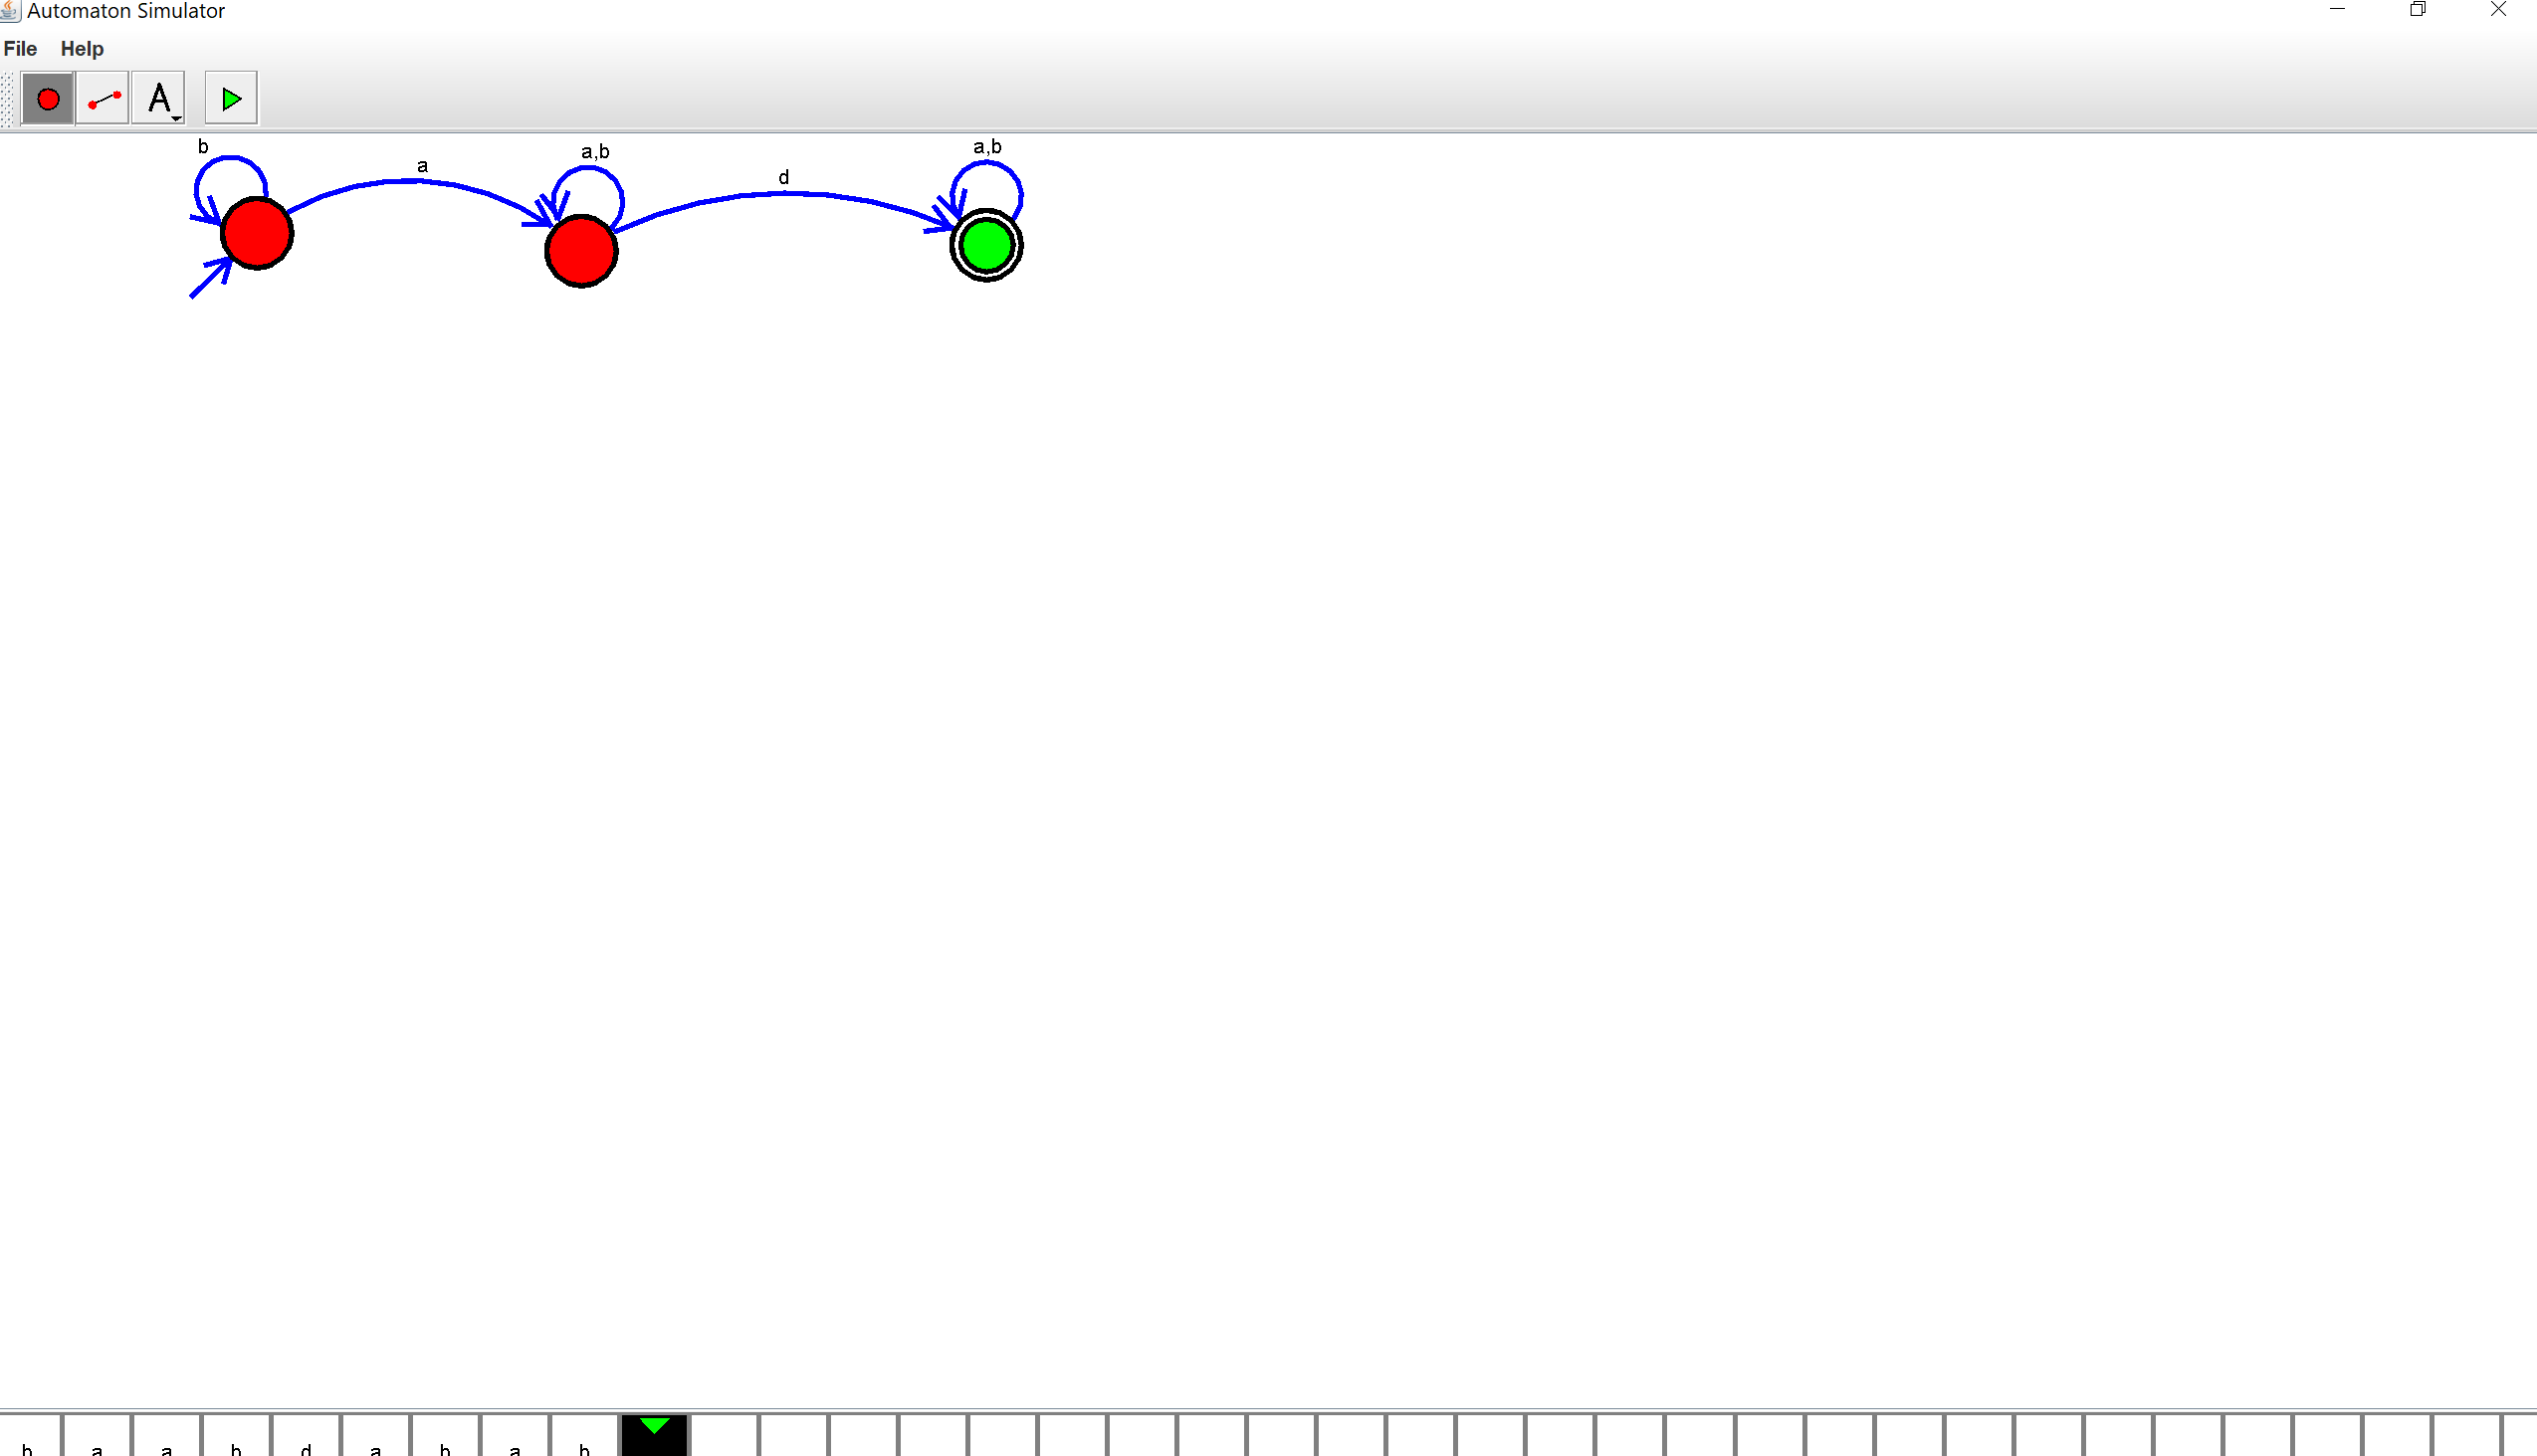 Automaton Simulator
File Help
A
b
a
a,b
d
a,b
b a a b d a b a b